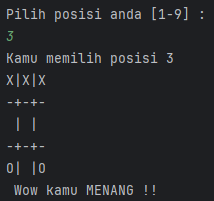 Pilih posisi anda [1-9] :
3
Kamu memilih posisi 3
X|X|X
-+-+-
 | | 
-+-+-
O| |O
 Wow kamu MENANG !!